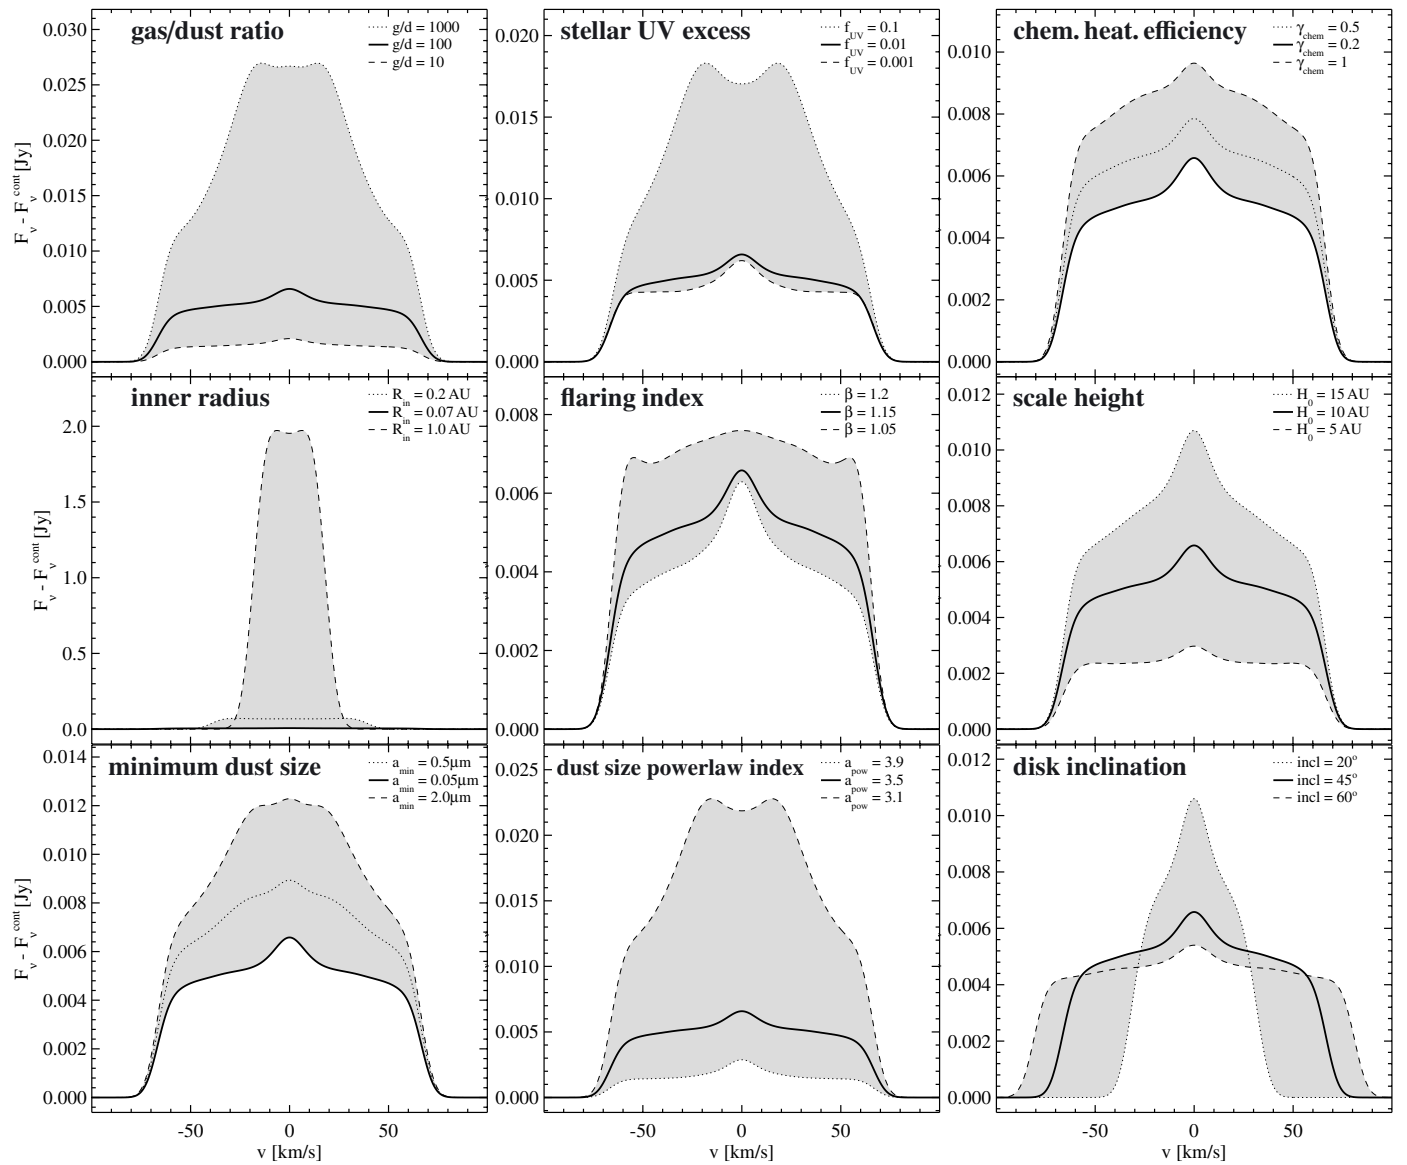 gas/dust ratio
g/d = 1000
g/d = 100
g/d = 10
0.030
0.025
0.020
0.015
0.010
0.005
0.000
F_ν - F_ν^cont [Jy]
stellar UV excess
f_UV = 0.1
f_UV = 0.01
f_UV = 0.001
0.020
0.015
0.010
0.005
0.000
chem. heat. efficiency
γ_chem = 0.5
γ_chem = 0.2
γ_chem = 1
0.010
0.008
0.006
0.004
0.002
0.000
inner radius
R_in = 0.2 AU
R_in = 0.07 AU
R_in = 1.0 AU
2.0
1.5
1.0
0.5
0.0
F_ν - F_ν^cont [Jy]
flaring index
β = 1.2
β = 1.15
β = 1.05
0.008
0.006
0.004
0.002
0.000
scale height
H_0 = 15 AU
H_0 = 10 AU
H_0 = 5 AU
0.012
0.010
0.008
0.006
0.004
0.002
0.000
minimum dust size
a_min = 0.5μm
a_min = 0.05μm
a_min = 2.0μm
0.014
0.012
0.010
0.008
0.006
0.004
0.002
0.000
F_ν - F_ν^cont [Jy]
-50 0 50
v [km/s]
dust size powerlaw index
a_pow = 3.9
a_pow = 3.5
a_pow = 3.1
0.025
0.020
0.015
0.010
0.005
0.000
-50 0 50
v [km/s]
disk inclination
incl = 20°
incl = 45°
incl = 60°
0.012
0.010
0.008
0.006
0.004
0.002
0.000
-50 0 50
v [km/s]